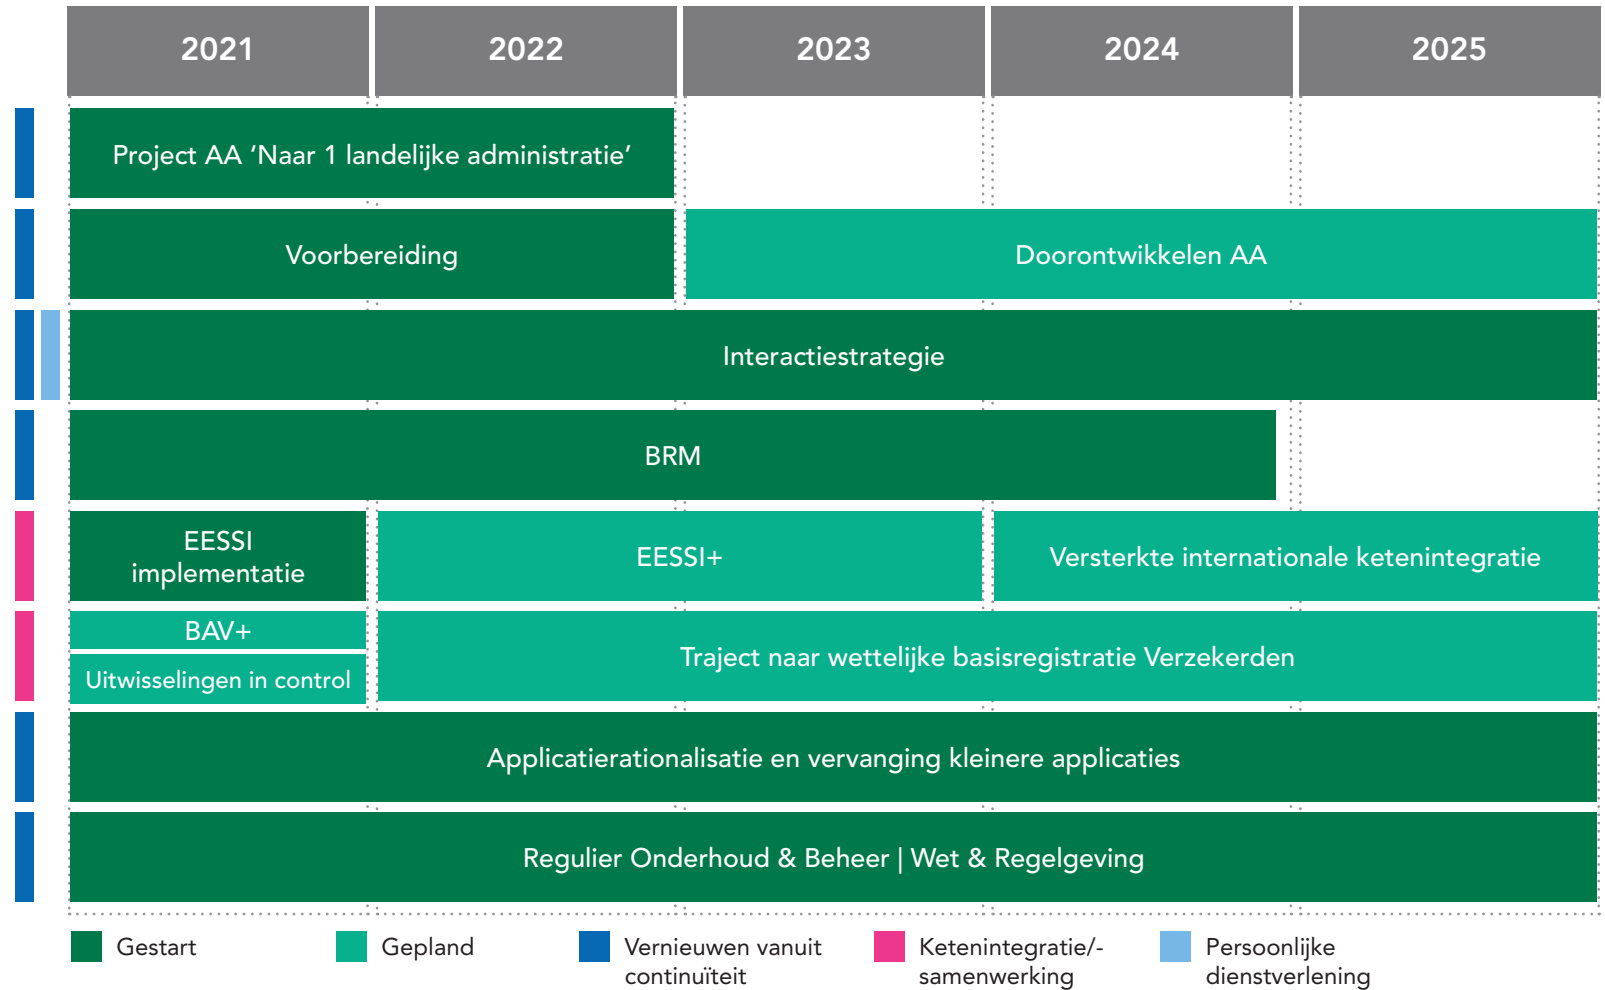 2021 2022 2023 2024 2025
Project AA ‘Naar 1 landelijke administratie’
Voorbereiding
Doorontwikkelen AA
Interactiestrategie
BRM
EESSI
implementatie
EESSI+
Versterkte internationale ketenintegratie
BAV+
Uitwisselingen in control
Traject naar wettelijke basisregistratie Verzekerden
Applicatierationalisatie en vervanging kleinere applicaties
Regulier Onderhoud & Beheer | Wet & Regelgeving
Gestart
Gepland
Vernieuwen vanuit
continuïteit
Ketenintegratie/-
samenwerking
Persoonlijke
dienstverlening